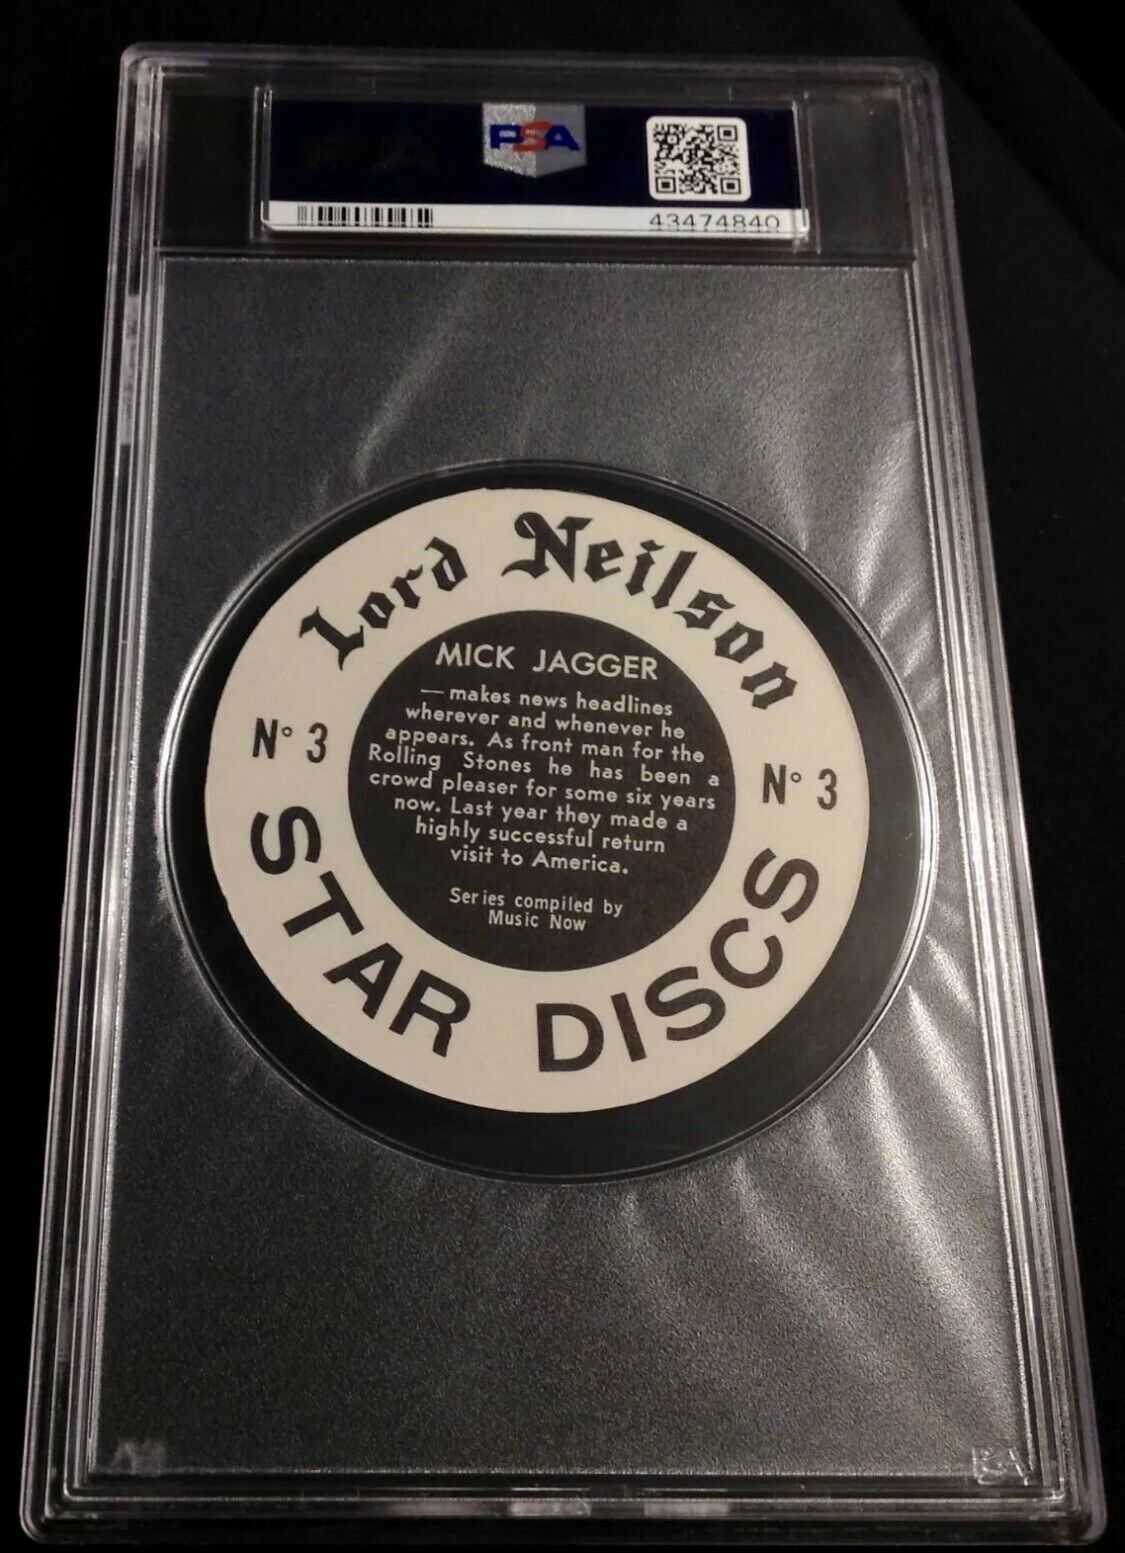 PSA
43474840
Lord Neilson
MICK JAGGER
—makes news headlines
wherever and whenever he
appears. As front man for the
Rolling Stones he has been a
crowd pleaser for some six years
now. Last year they made a
highly successful return
visit to America.
Series compiled by
Music Now
N° 3
N° 3
STAR DISCS
PSA